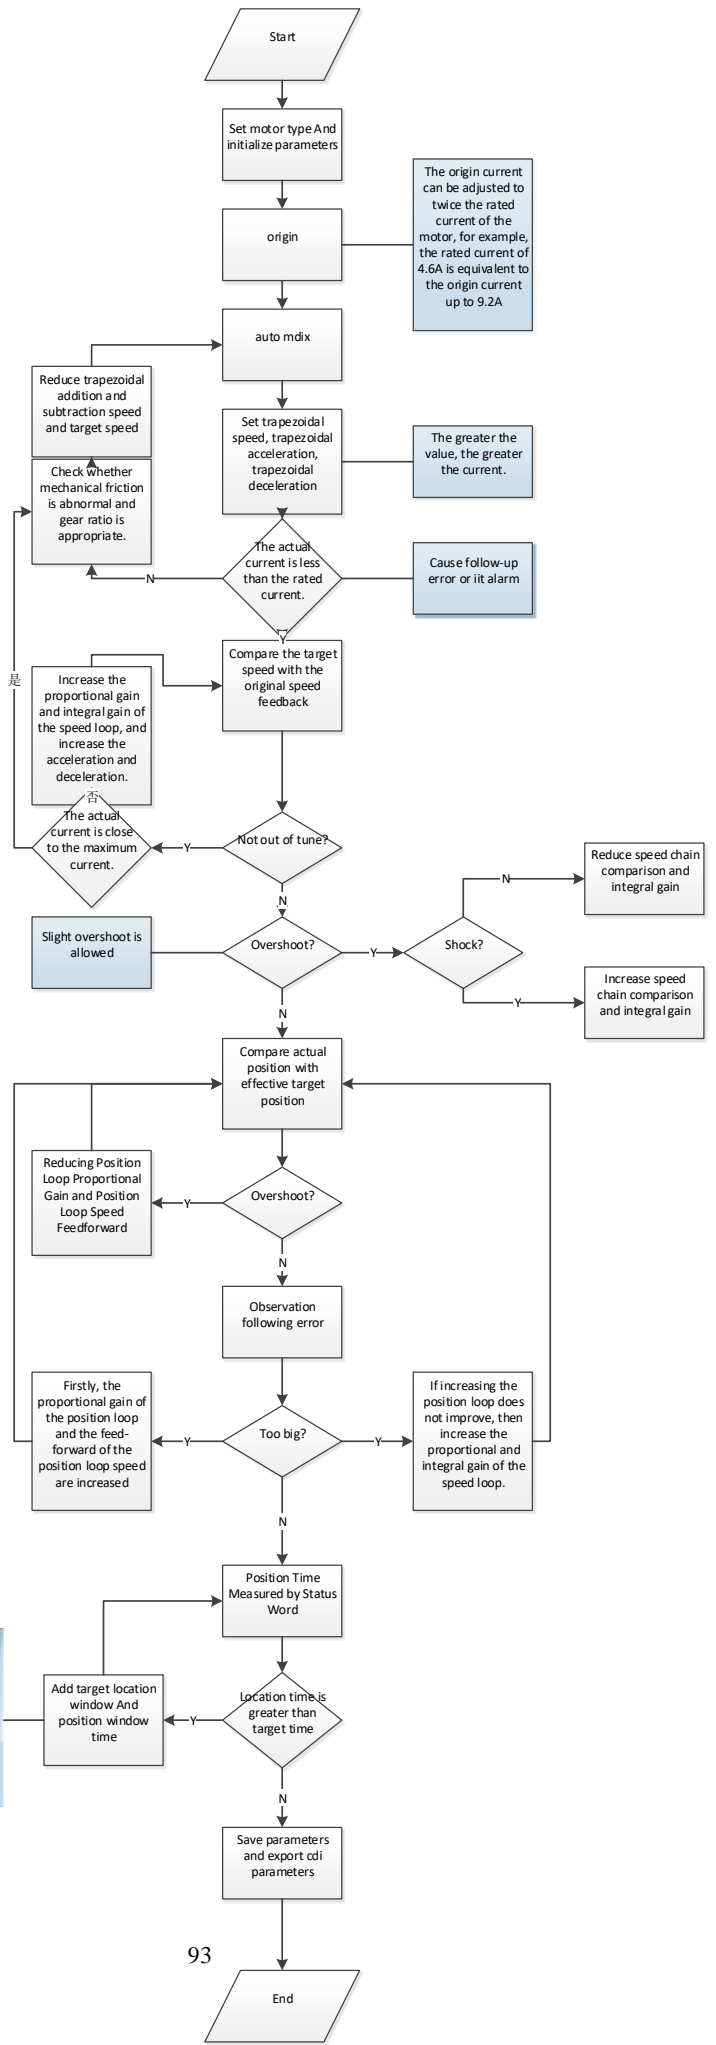 Start
Set motor type And
initialize parameters
origin
The origin current
can be adjusted to
twice the rated
current of the
motor, for example,
the rated current of
4.6A is equivalent to
the origin current
up to 9.2A
auto mdix
Reduce trapezoidal
addition and
subtraction speed
and target speed
Set trapezoidal
speed, trapezoidal
acceleration,
trapezoidal
deceleration
The greater the
value, the greater
the current.
Check whether
mechanical friction
is abnormal and
gear ratio is
appropriate.
The actual
current is less
than the rated
current.
N
Cause follow-up
error or iit alarm
Y
Compare the target
speed with the
original speed
feedback
是
Increase the
proportional gain
and integral gain of
the speed loop, and
increase the
acceleration and
deceleration.
否
The actual
current is close
to the maximum
current.
Y
Not out of tune?
N
Reduce speed chain
comparison and
integral gain
N
Slight overshoot is
allowed
Overshoot?
Y
Shock?
Y
Increase speed
chain comparison
and integral gain
N
Compare actual
position with
effective target
position
Reducing Position
Loop Proportional
Gain and Position
Loop Speed
Feedforward
Y
Overshoot?
N
Observation
following error
Firstly, the
proportional gain of
the position loop
and the feed-
forward of the
position loop speed
are increased
Y
Too big?
Y
If increasing the
position loop does
not improve, then
increase the
proportional and
integral gain of the
speed loop.
N
Position Time
Measured by Status
Word
Add target location
window And
position window
time
Y
Location time is
greater than
target time
N
Save parameters
and export cdi
parameters
93
End